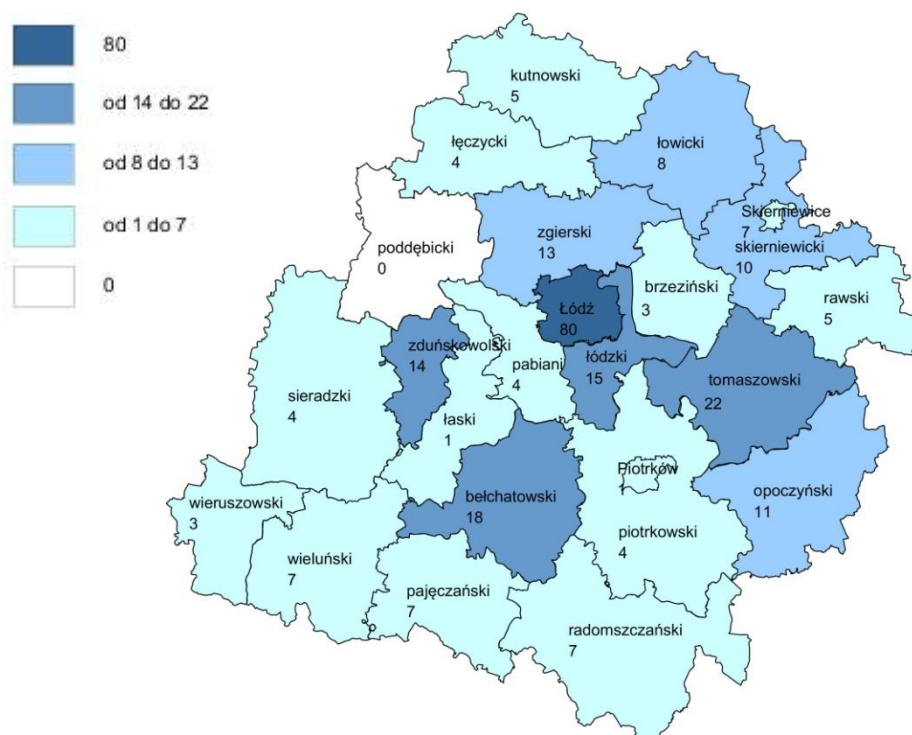 80
od 14 do 22
od 8 do 13
od 1 do 7
0
kutnowski
5
łęczycki
4
łowicki
8
Skierniewice
7
skierniewicki
10
zgierski
13
poddębicki
0
brzeziński
3
rawski
5
Łódź
80
zduńskowolski
14
pabiani
4
łódzki
15
tomaszowski
22
sieradzki
4
łaski
1
Piotrków
1
opoczyński
11
bełchatowski
18
wieruszowski
3
piotrkowski
4
wieluński
7
pajęczański
7
radomszczański
7